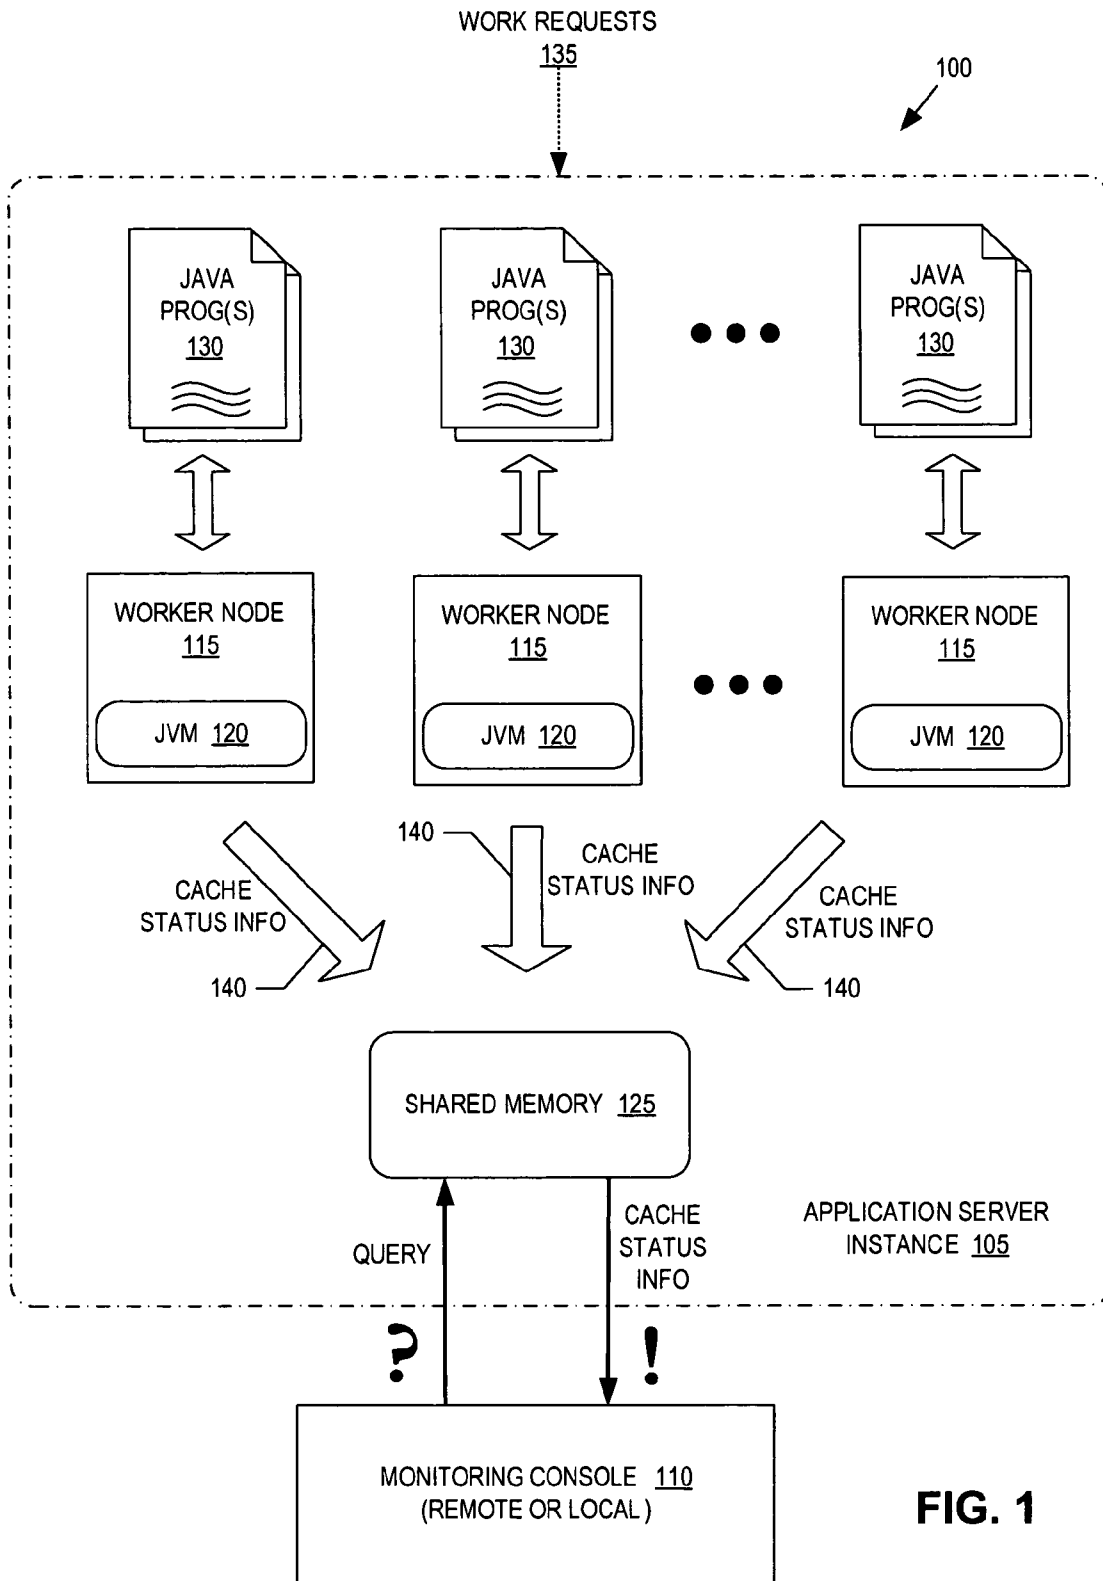 WORK REQUESTS
135
100
JAVA
PROG(S)
130
JAVA
PROG(S)
130
JAVA
PROG(S)
130
WORKER NODE
115
JVM 120
WORKER NODE
115
JVM 120
WORKER NODE
115
JVM 120
CACHE
STATUS INFO
140
140
CACHE
STATUS INFO
CACHE
STATUS INFO
140
SHARED MEMORY 125
QUERY
CACHE
STATUS
INFO
APPLICATION SERVER
INSTANCE 105
?
!
MONITORING CONSOLE 110
(REMOTE OR LOCAL)
FIG. 1